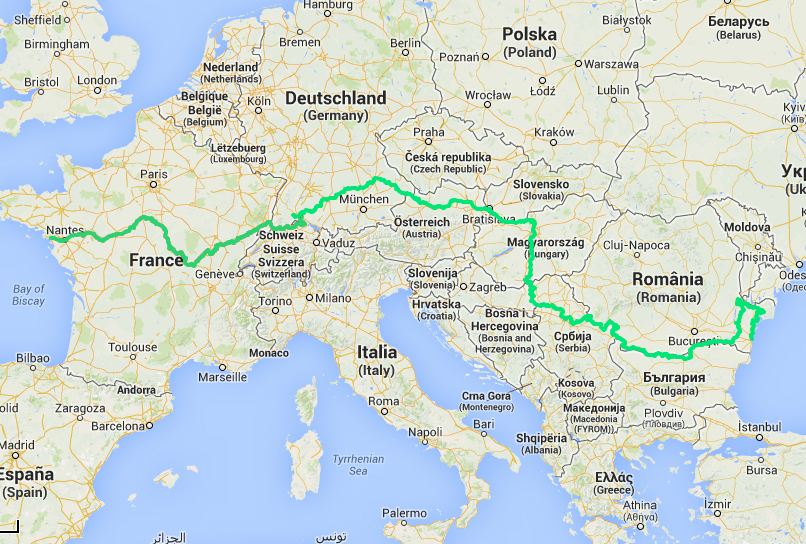 Sheffield
Hamburg
Białystok
Беларусь
(Belarus)
Birmingham
Bremen
Polska
(Poland)
Berlin
Poznań
Warszawa
Nederland
(Netherlands)
Bristol
London
Łódź
Lublin
Belgique
België
(Belgium)
Köln
Deutschland
(Germany)
Wrocław
Kyiv
(Київ)
Praha
Kraków
Lëtzebuerg
(Luxembourg)
Česká republika
(Czech Republic)
Paris
Slovensko
(Slovakia)
Укр
(Uk
München
Nantes
Bratislava
Österreich
(Austria)
Moldova
Schweiz
Suisse
Svizzera
(Switzerland)
Vaduz
Magyarország
(Hungary)
Cluj-Napoca
Chișinău
France
Genève
Slovenija
(Slovenia)
România
(Romania)
Odes
(Одес
Bay of
Biscay
Torino
Milano
Zagreb
Hrvatska
(Croatia)
Bosna i
Hercegovina
(Bosnia and
Herzegovina)
Србија
(Serbia)
București
Toulouse
Monaco
Italia
(Italy)
Bilbao
Marseille
България
(Bulgaria)
Andorra
Kosova
(Kosovo)
Crna Gora
(Montenegro)
olid
Zaragoza
Roma
Македонија
(Macedonia
(FYROM))
Plovdiv
(Пловдив)
Barcelona
Napoli
Bari
İstanbul
Madrid
Shqipëria
(Albania)
Tyrrhenian
Sea
Bursa
España
(Spain)
Ελλάς
(Greece)
Palermo
Athina
(Αθήνα)
İzmir
الجزائر
تونس